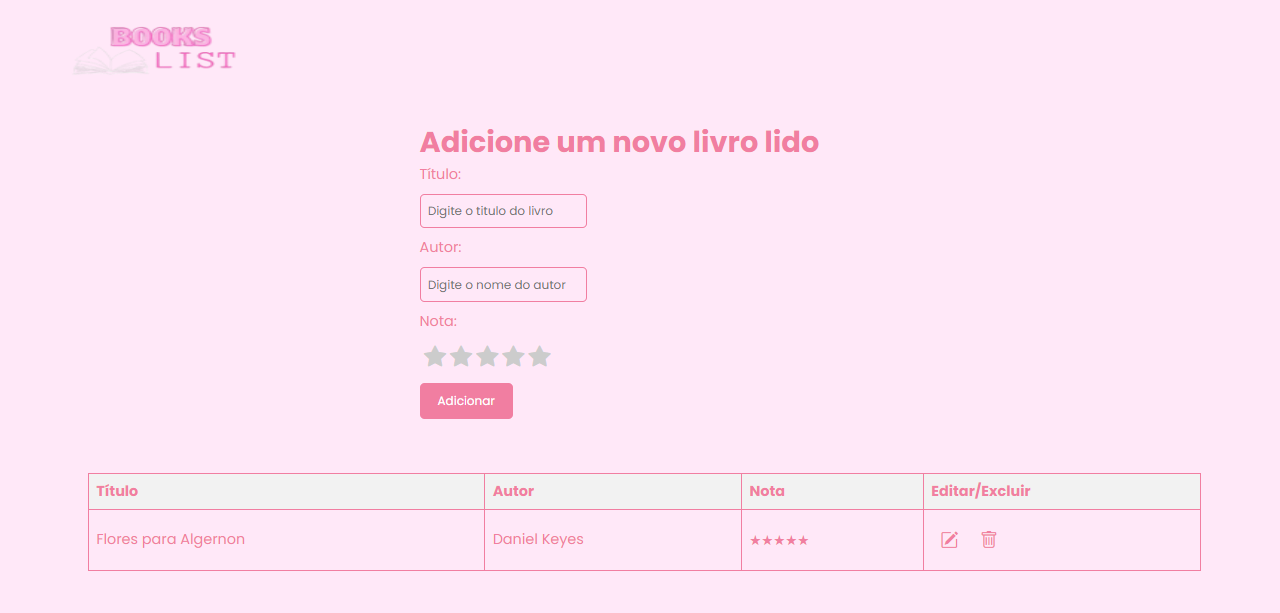 BOOKS
LIST
Adicione um novo livro lido
Título:
Digite o titulo do livro
Autor:
Digite o nome do autor
Nota:
Adicionar
Título Autor Nota Editar/Excluir
Flores para Algernon Daniel Keyes ★★★★★